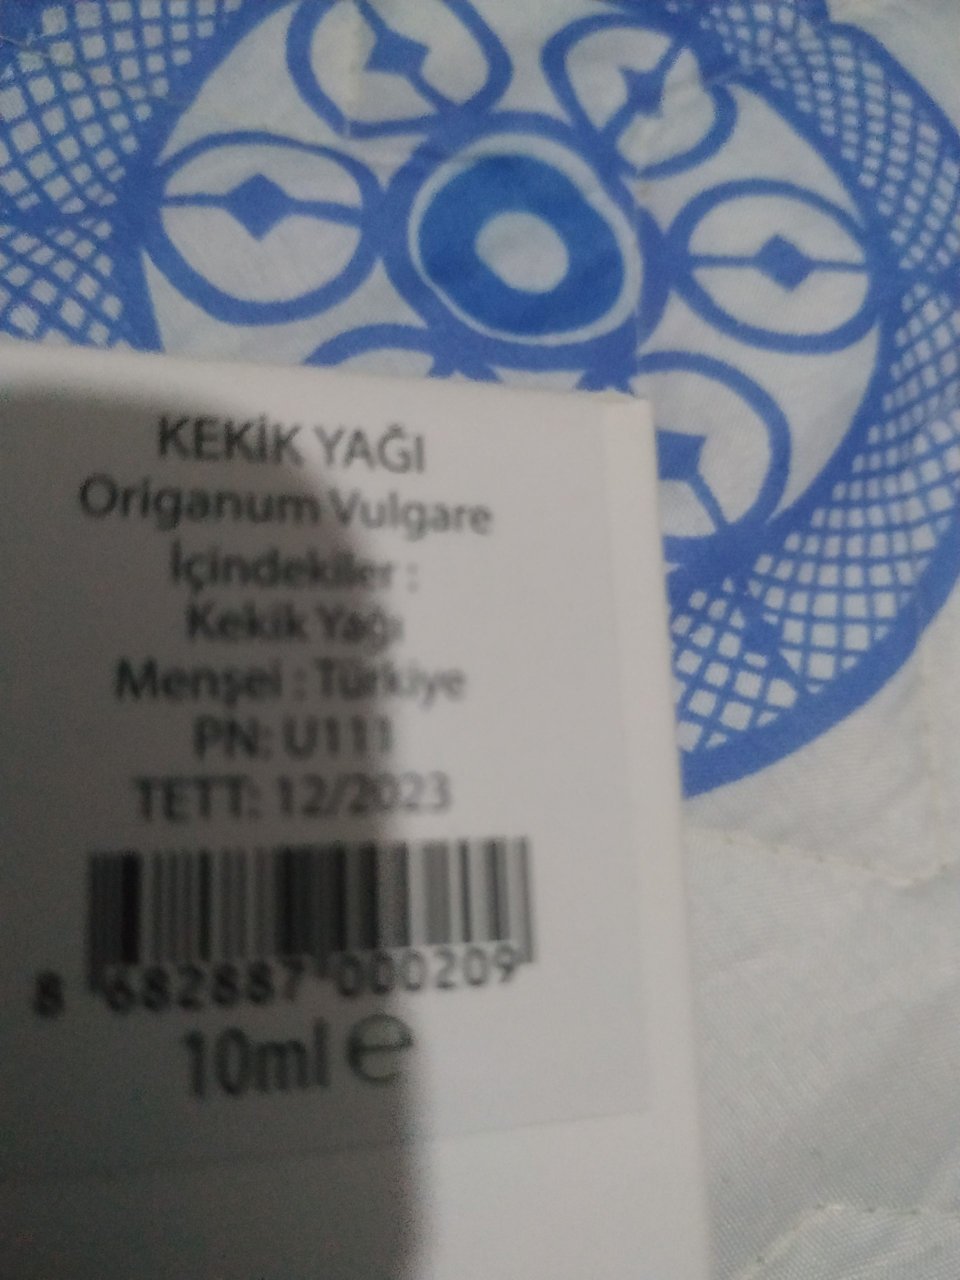 KEKİK YAĞI
Origanum Vulgare
İçindekiler :
Kekik Yağı
Menşei : Türkiye
PN: U111
TETT: 12/2023
8 682887 000209
10ml e